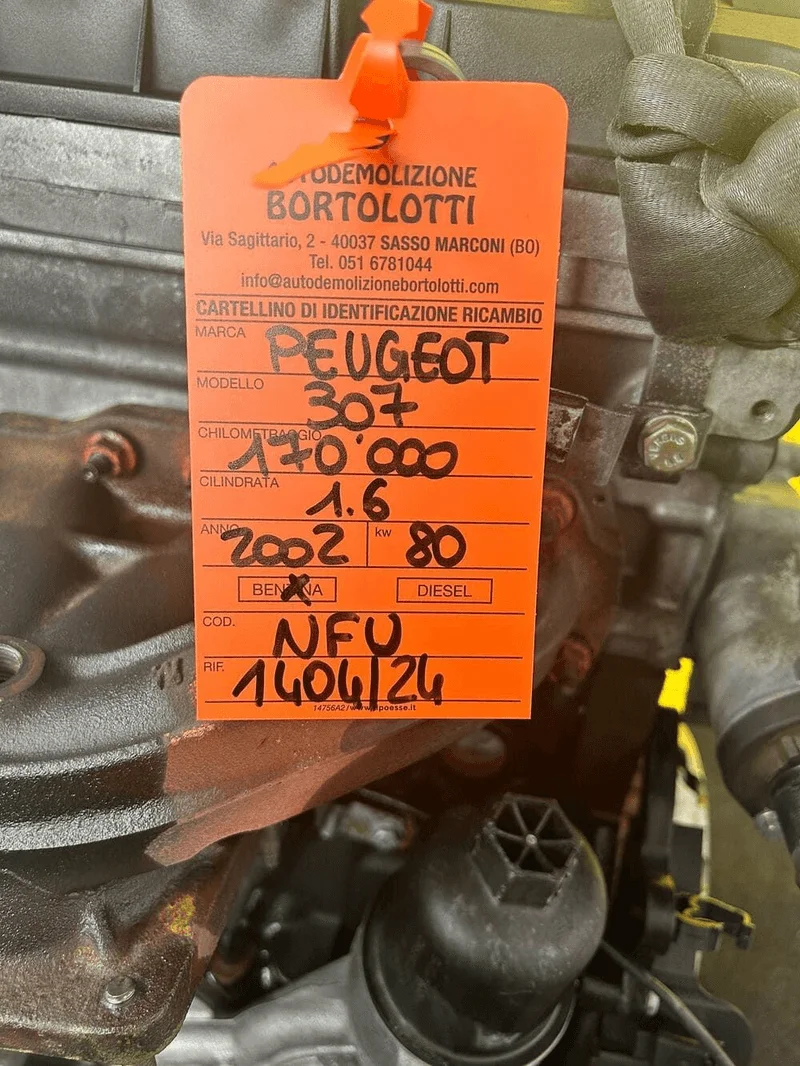 BORTOLOTTI
Via Sagittario, 2 - 40037 SASSO MARCONI (BO)
Tel. 051 6781044
info@autodemolizionebortolotti.com
CARTELLINO DI IDENTIFICAZIONE RICAMBIO
MARCA PEUGEOT
MODELLO 307
CHILOMETRAGGIO 170'000
CILINDRATA 1.6
ANNO 2002 kw 80
BENZINA X DIESEL
COD. NFU
RIF. 1404/24